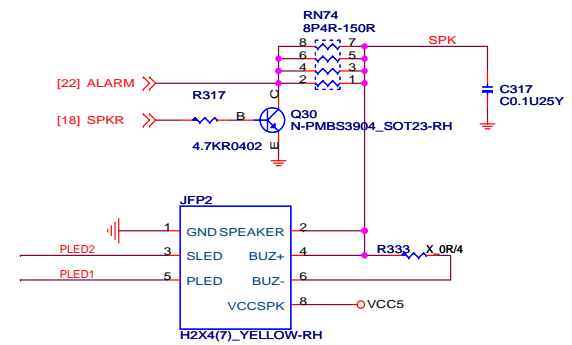 RN74
8P4R-150R
8 7 SPK
6 5
4 3
[22] ALARM 2 1
C
R317 C317
C0.1U25Y
Q30
[18] SPKR B N-PMBS3904_SOT23-RH
4.7KR0402 E
JFP2
1 GND SPEAKER 2
PLED2 3 SLED BUZ+ 4 R333 X_0R/4
PLED1 5 PLED BUZ- 6
VCCSPK 8 VCC5
H2X4(7)_YELLOW-RH